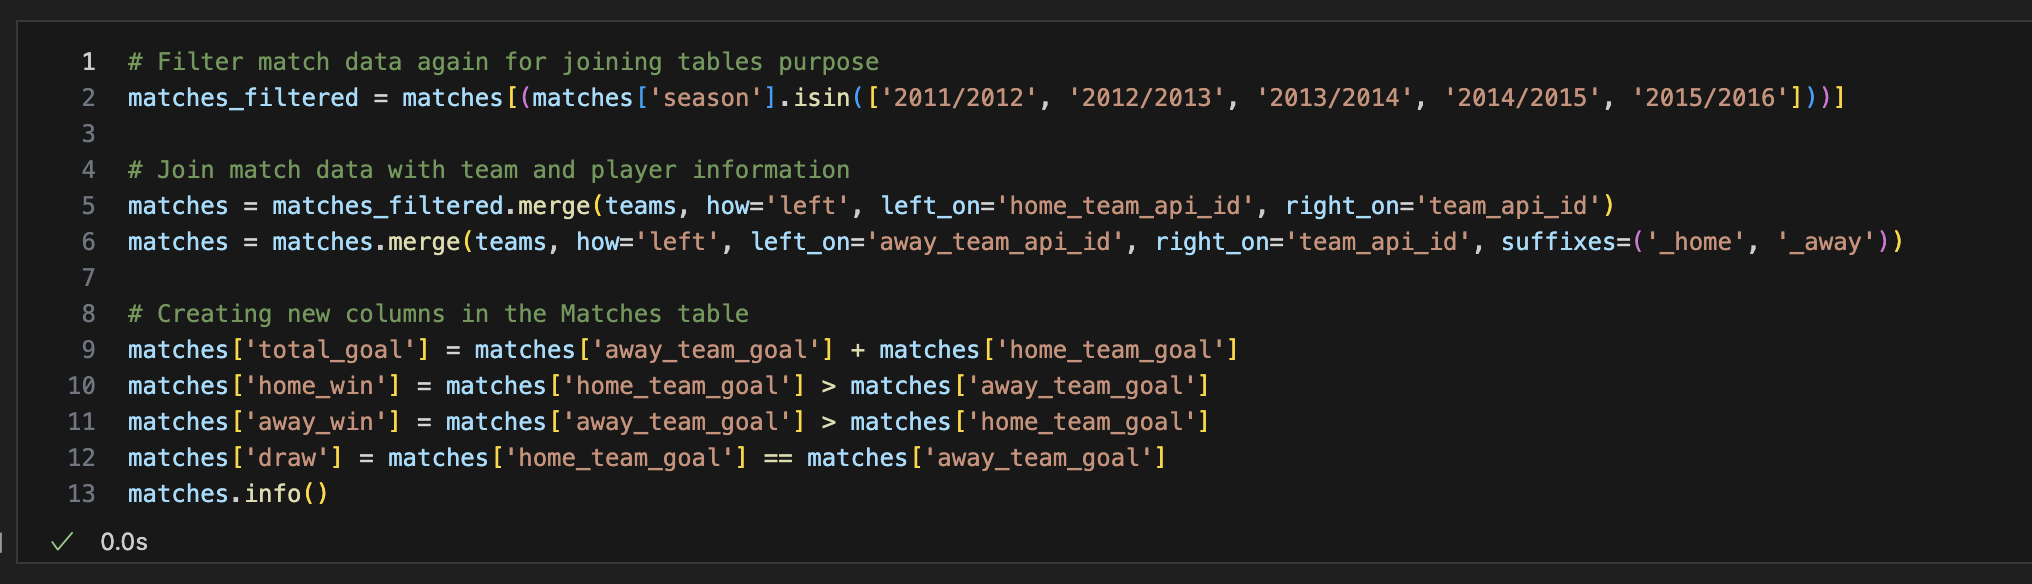 1 # Filter match data again for joining tables purpose
2 matches_filtered = matches[(matches['season'].isin(['2011/2012', '2012/2013', '2013/2014', '2014/2015', '2015/2016']))]
3
4 # Join match data with team and player information
5 matches = matches_filtered.merge(teams, how='left', left_on='home_team_api_id', right_on='team_api_id')
6 matches = matches.merge(teams, how='left', left_on='away_team_api_id', right_on='team_api_id', suffixes=('_home', '_away'))
7
8 # Creating new columns in the Matches table
9 matches['total_goal'] = matches['away_team_goal'] + matches['home_team_goal']
10 matches['home_win'] = matches['home_team_goal'] > matches['away_team_goal']
11 matches['away_win'] = matches['away_team_goal'] > matches['home_team_goal']
12 matches['draw'] = matches['home_team_goal'] == matches['away_team_goal']
13 matches.info()
✓ 0.0s